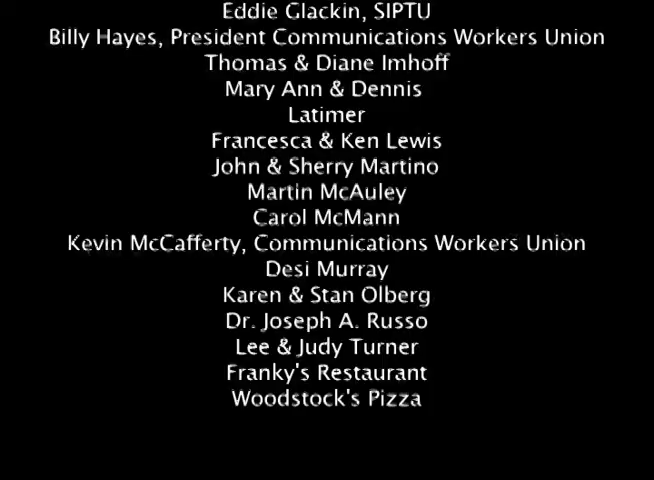 Eddie Glackin, SIPTU
Billy Hayes, President Communications Workers Union
Thomas & Diane Imhoff
Mary Ann & Dennis
Latimer
Francesca & Ken Lewis
John & Sherry Martino
Martin McAuley
Carol McMann
Kevin McCafferty, Communications Workers Union
Desi Murray
Karen & Stan Olberg
Dr. Joseph A. Russo
Lee & Judy Turner
Franky's Restaurant
Woodstock's Pizza